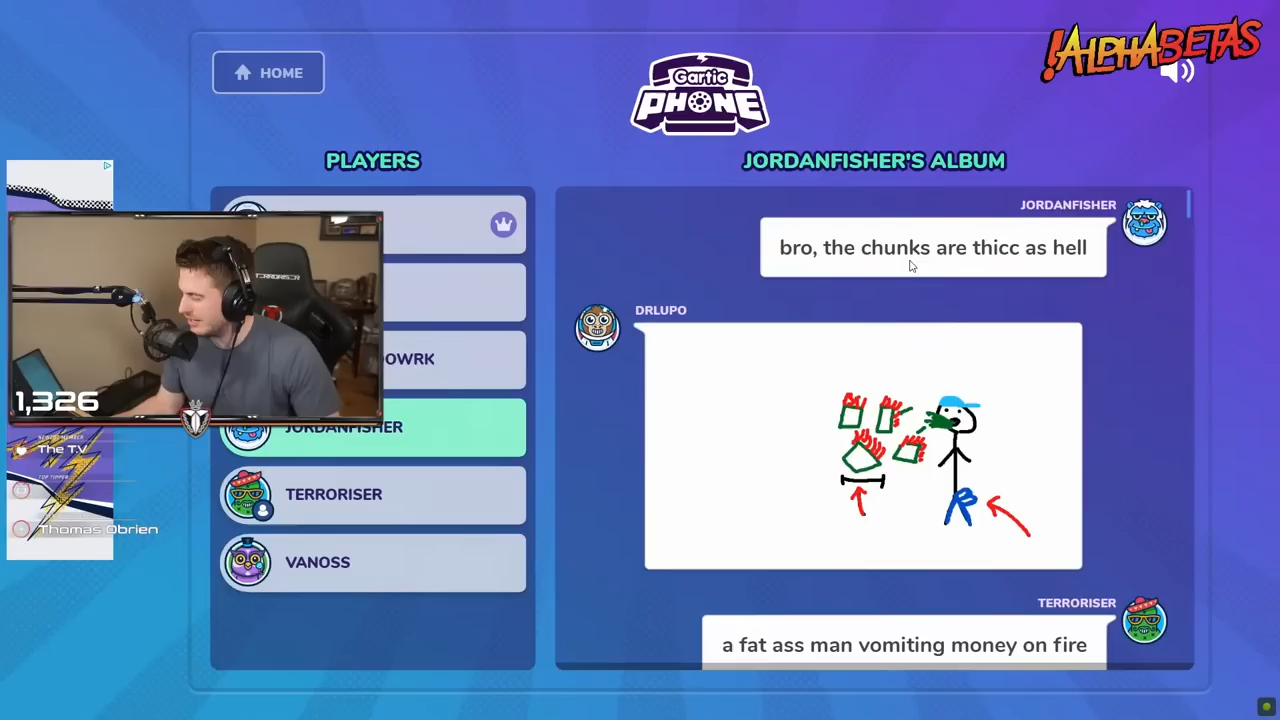 !ALPHABETAS
HOME
Gartic
PHONE
PLAYERS
JORDANFISHER'S ALBUM
JORDANFISHER
bro, the chunks are thicc as hell
DRLUPO
TERRORISER
1,326
OWRK
JORDANFISHER
The T.V
TERRORISER
Thomas Obrien
VANOSS
TERRORISER
a fat ass man vomiting money on fire